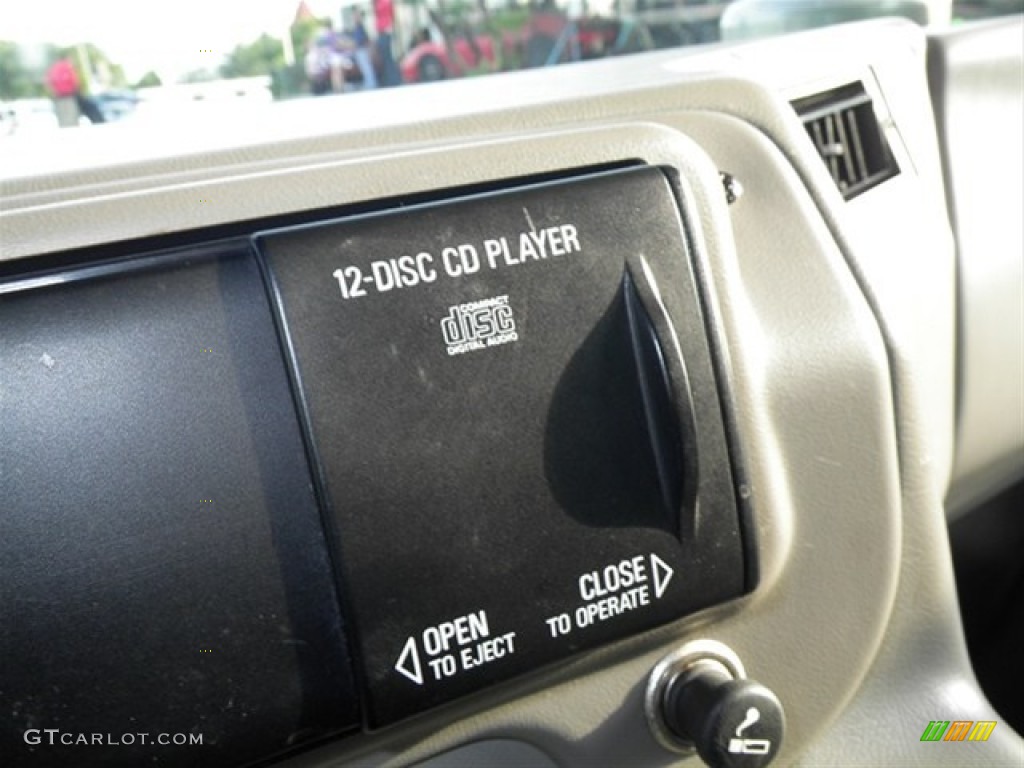 12-DISC CD PLAYER
COMPACT
disc
DIGITAL AUDIO
CLOSE
TO OPERATE
OPEN
TO EJECT
GTCARLOT.COM